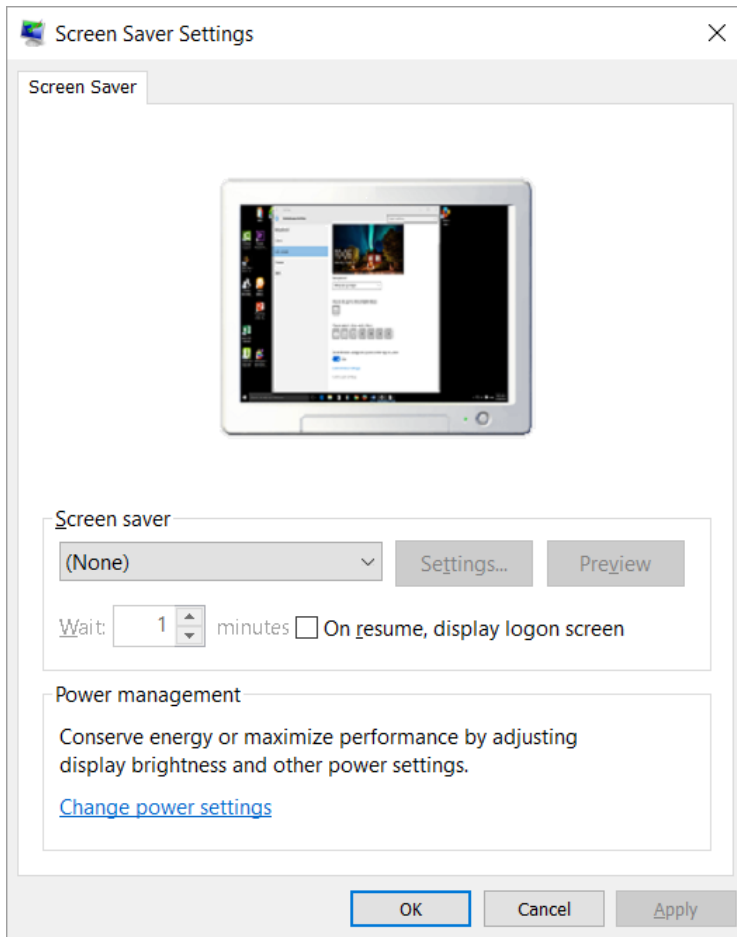 Screen Saver Settings
Screen Saver
Screen saver
(None)
Settings...
Preview
Wait:
1
minutes
On resume, display logon screen
Power management
Conserve energy or maximize performance by adjusting
display brightness and other power settings.
Change power settings
OK
Cancel
Apply